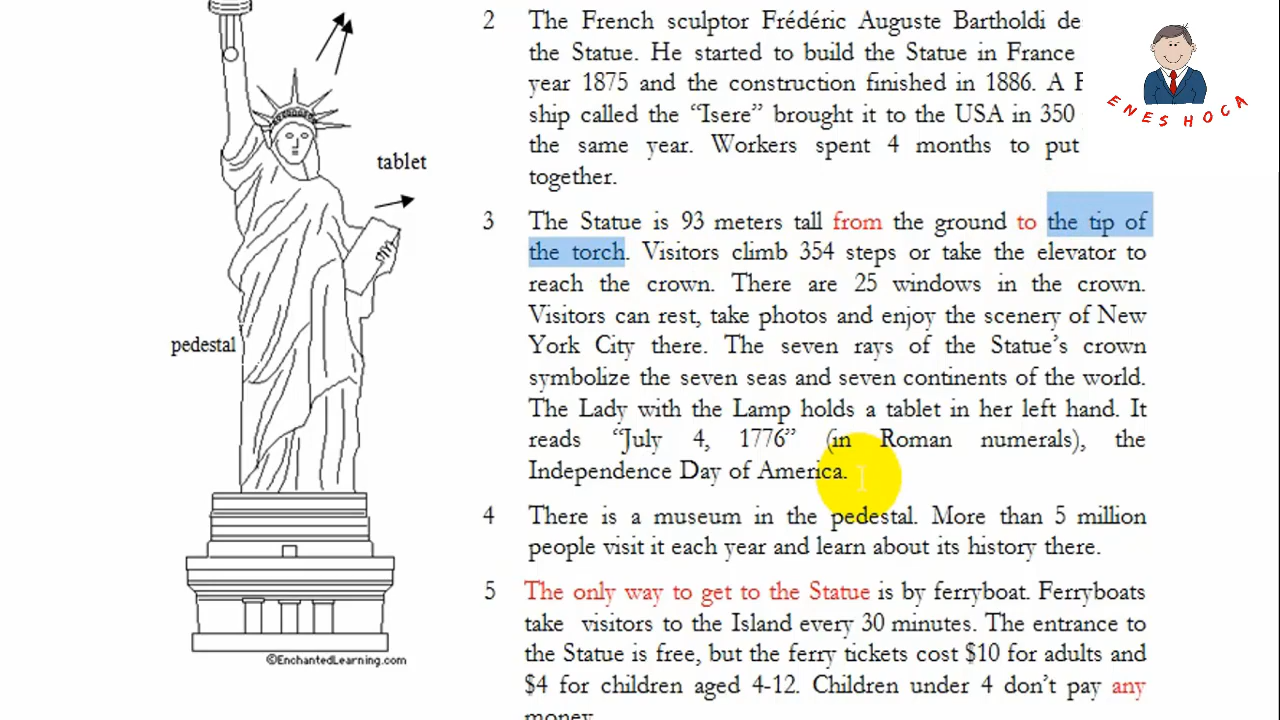 tablet
pedestal
©EnchantedLearning.com
ENES HOCA
2 The French sculptor Frédéric Auguste Bartholdi de
the Statue. He started to build the Statue in France
year 1875 and the construction finished in 1886. A F
ship called the “Isere” brought it to the USA in 350
the same year. Workers spent 4 months to put
together.
3 The Statue is 93 meters tall from the ground to the tip of
the torch. Visitors climb 354 steps or take the elevator to
reach the crown. There are 25 windows in the crown.
Visitors can rest, take photos and enjoy the scenery of New
York City there. The seven rays of the Statue’s crown
symbolize the seven seas and seven continents of the world.
The Lady with the Lamp holds a tablet in her left hand. It
reads “July 4, 1776” (in Roman numerals), the
Independence Day of America.
4 There is a museum in the pedestal. More than 5 million
people visit it each year and learn about its history there.
5 The only way to get to the Statue is by ferryboat. Ferryboats
take visitors to the Island every 30 minutes. The entrance to
the Statue is free, but the ferry tickets cost $10 for adults and
$4 for children aged 4-12. Children under 4 don’t pay any
money.